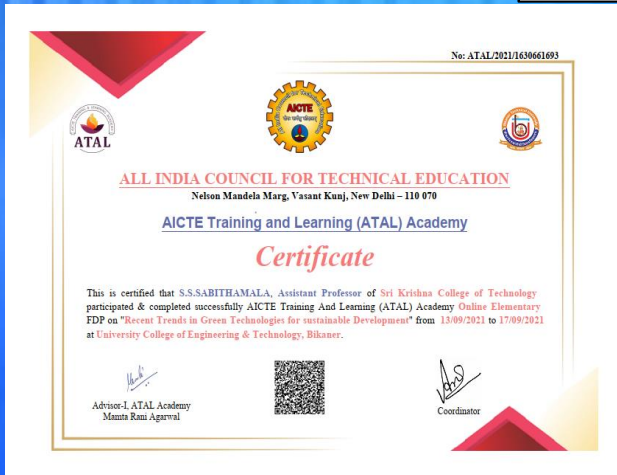 No: ATAL/2021/1630661693
AICTE
ATAL
ALL INDIA COUNCIL FOR TECHNICAL EDUCATION
Nelson Mandela Marg, Vasant Kunj, New Delhi – 110 070
AICTE Training and Learning (ATAL) Academy
Certificate
This is certified that S.S.SABITHAMALA, Assistant Professor of Sri Krishna College of Technology
participated & completed successfully AICTE Training And Learning (ATAL) Academy Online Elementary
FDP on "Recent Trends in Green Technologies for sustainable Development" from 13/09/2021 to 17/09/2021
at University College of Engineering & Technology, Bikaner.
Advisor-I, ATAL Academy
Mamta Rani Agarwal
Coordinator